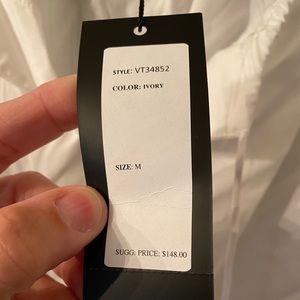 STYLE: VT34852
COLOR: IVORY
SIZE: M
SUGG. PRICE: $148.00